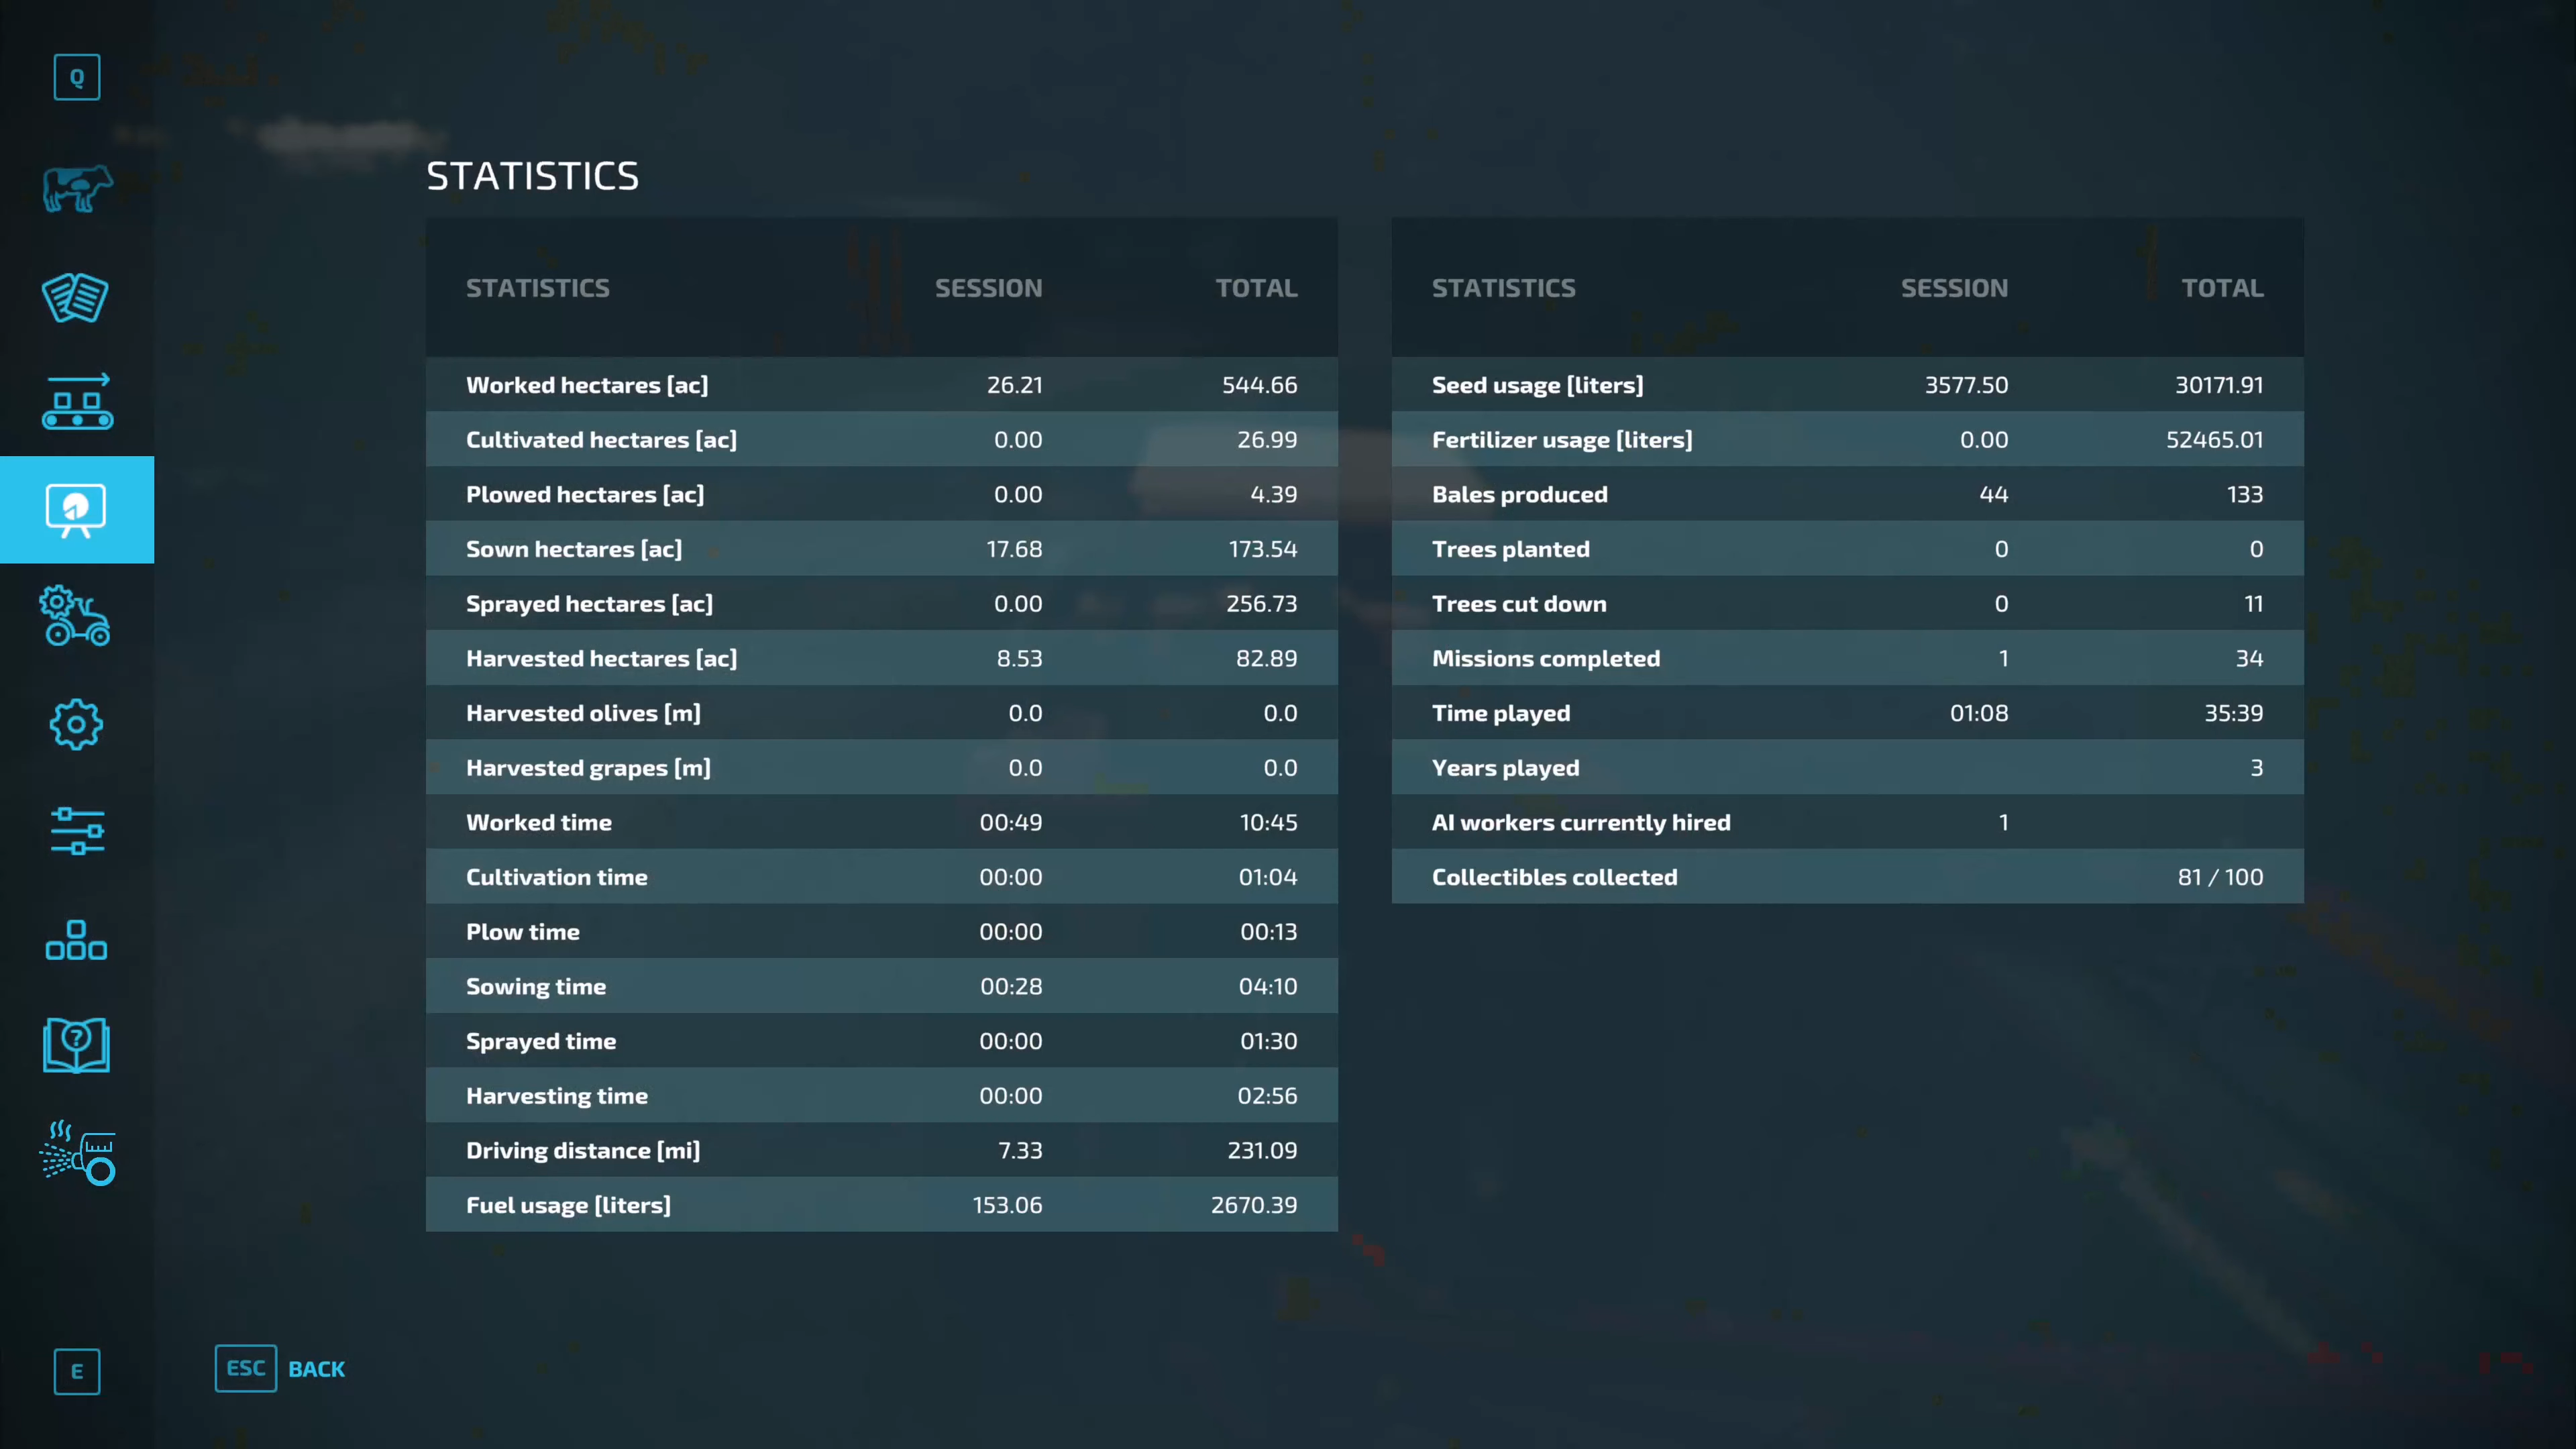 Q
STATISTICS
STATISTICS SESSION TOTAL
Worked hectares [ac] 26.21 544.66
Cultivated hectares [ac] 0.00 26.99
Plowed hectares [ac] 0.00 4.39
Sown hectares [ac] 17.68 173.54
Sprayed hectares [ac] 0.00 256.73
Harvested hectares [ac] 8.53 82.89
Harvested olives [m] 0.0 0.0
Harvested grapes [m] 0.0 0.0
Worked time 00:49 10:45
Cultivation time 00:00 01:04
Plow time 00:00 00:13
Sowing time 00:28 04:10
Sprayed time 00:00 01:30
Harvesting time 00:00 02:56
Driving distance [mi] 7.33 231.09
Fuel usage [liters] 153.06 2670.39
STATISTICS SESSION TOTAL
Seed usage [liters] 3577.50 30171.91
Fertilizer usage [liters] 0.00 52465.01
Bales produced 44 133
Trees planted 0 0
Trees cut down 0 11
Missions completed 1 34
Time played 01:08 35:39
Years played 3
AI workers currently hired 1
Collectibles collected 81 / 100
E
ESC BACK